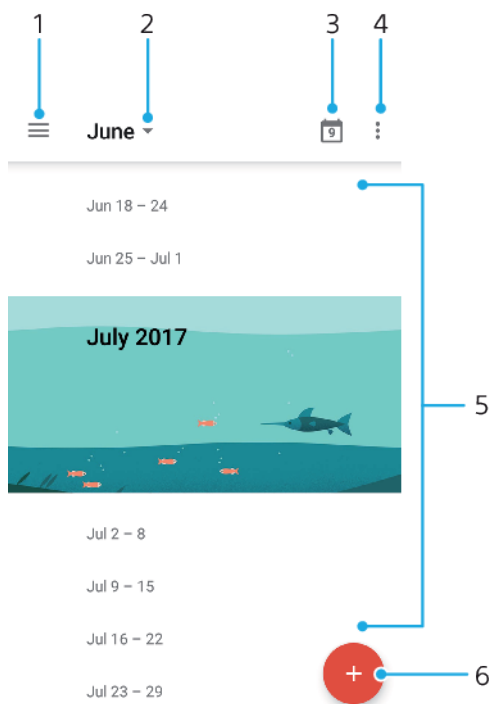 1 2 3 4
June 9
Jun 18 – 24
Jun 25 – Jul 1
July 2017
5
Jul 2 – 8
Jul 9 – 15
Jul 16 – 22
+ 6
Jul 23 – 29